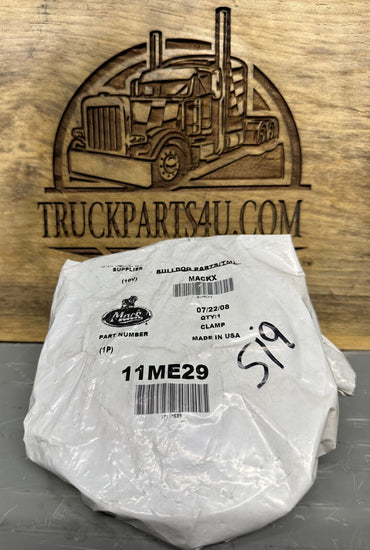 TRUCKPARTS4U.COM
SUPPLIER
BULLDOG PARTS/TML
(16V)
MACKX
Mack
07/22/08
QTY:1
CLAMP
PART NUMBER
MADE IN USA
(1P)
11ME29